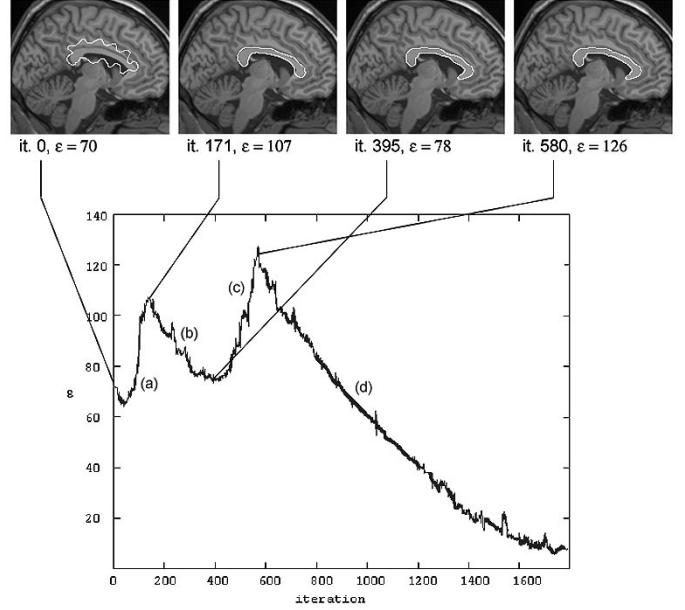 it. 0, ε = 70
it. 171, ε = 107
it. 395, ε = 78
it. 580, ε = 126
140
120
100
80
60
40
20
ε
(a)
(b)
(c)
(d)
0
200
400
600
800
1000
1200
1400
1600
iteration